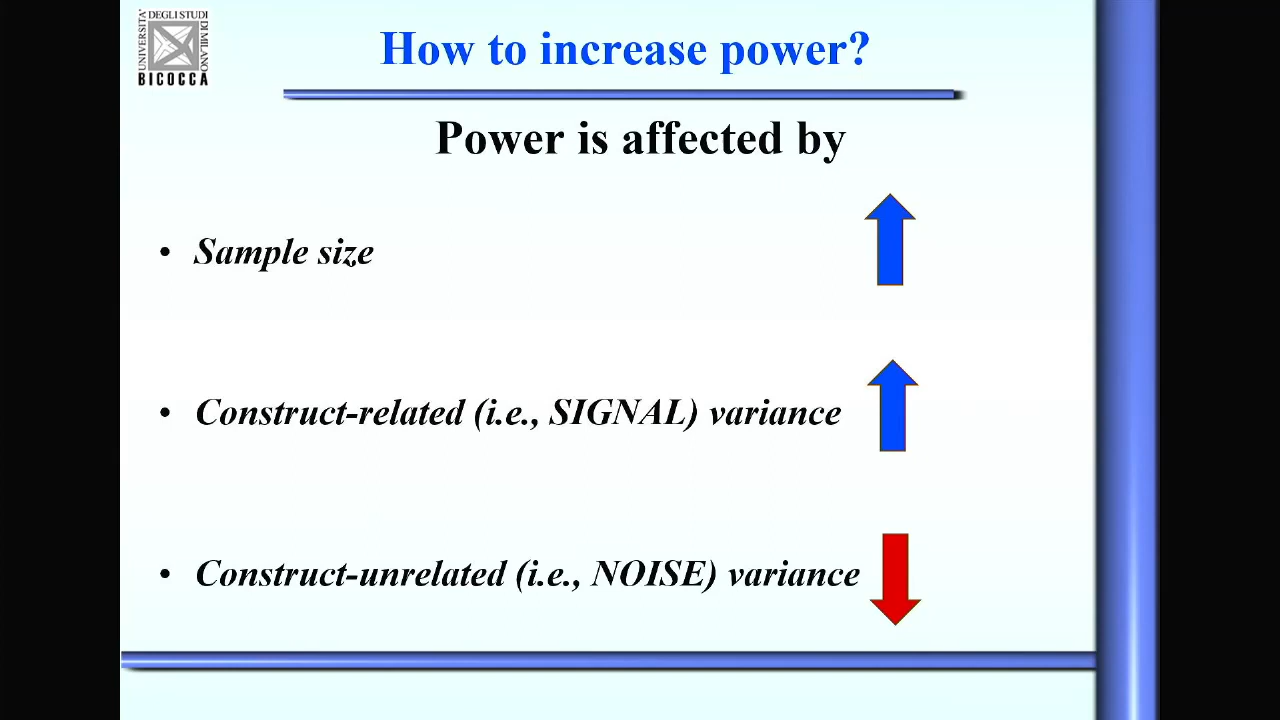 UNIVERSITA'
DEGLI STUDI
DI MILANO
BICOCCA
How to increase power?
Power is affected by
• Sample size
• Construct-related (i.e., SIGNAL) variance
• Construct-unrelated (i.e., NOISE) variance